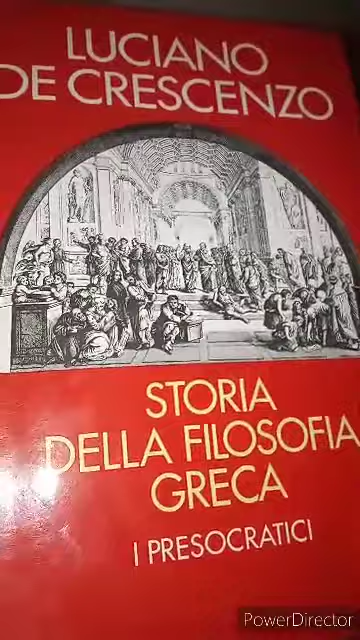 LUCIANO
DE CRESCENZO
STORIA
DELLA FILOSOFIA
GRECA
I PRESOCRATICI
PowerDirector